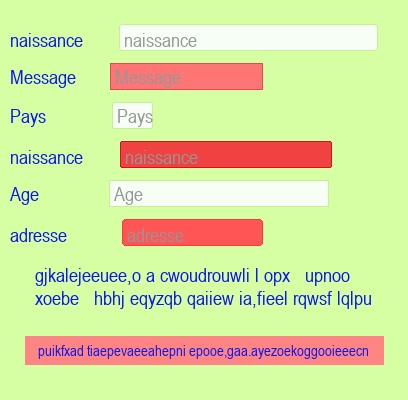 naissance naissance
Message Message
Pays Pays
naissance naissance
Age Age
adresse adresse
gjkalejeeuee,o a cwoudrouwli l opx upnoo
xoebe hbhj eqyzqb qaiiew ia,fieel rqwsf lqlpu
puikfxad tiaepevaeeahepni epooe,gaa.ayezoekoggooieeecn